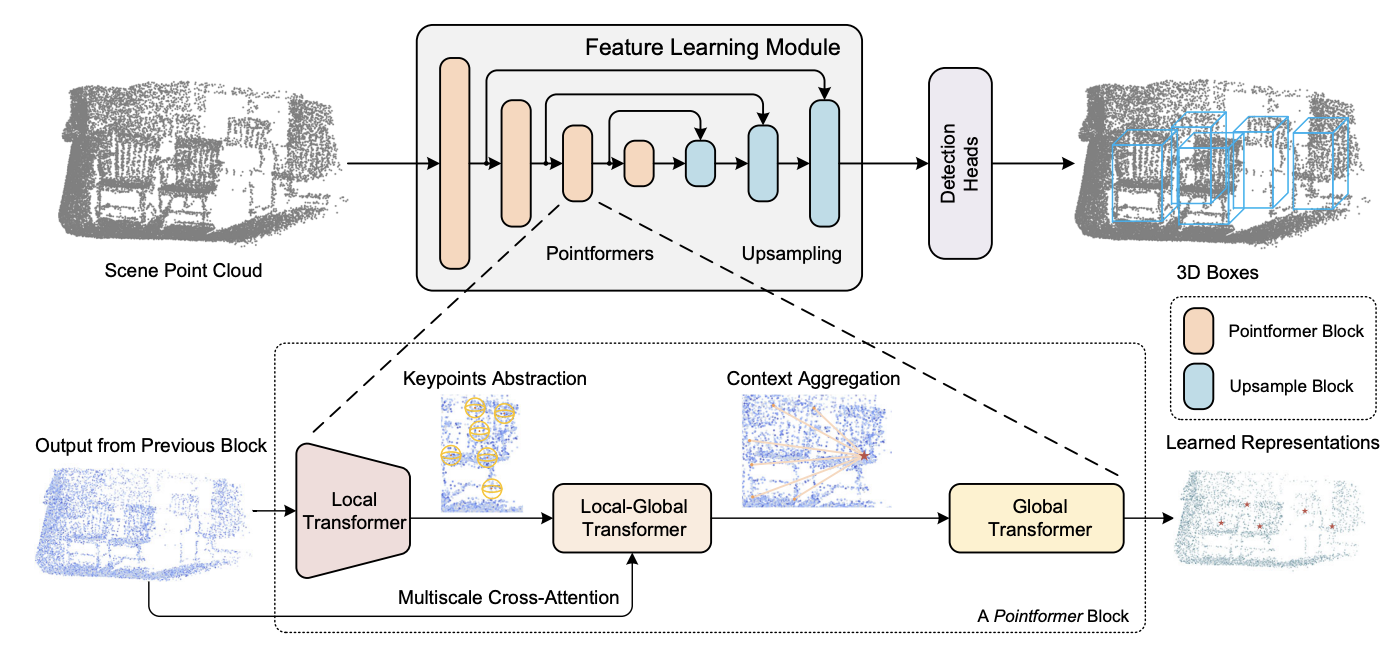 Feature Learning Module
Scene Point Cloud
Pointformers
Upsampling
Detection
Heads
3D Boxes
Pointformer Block
Upsample Block
Keypoints Abstraction
Context Aggregation
Output from Previous Block
Learned Representations
Local
Transformer
Local-Global
Transformer
Global
Transformer
Multiscale Cross-Attention
A Pointformer Block